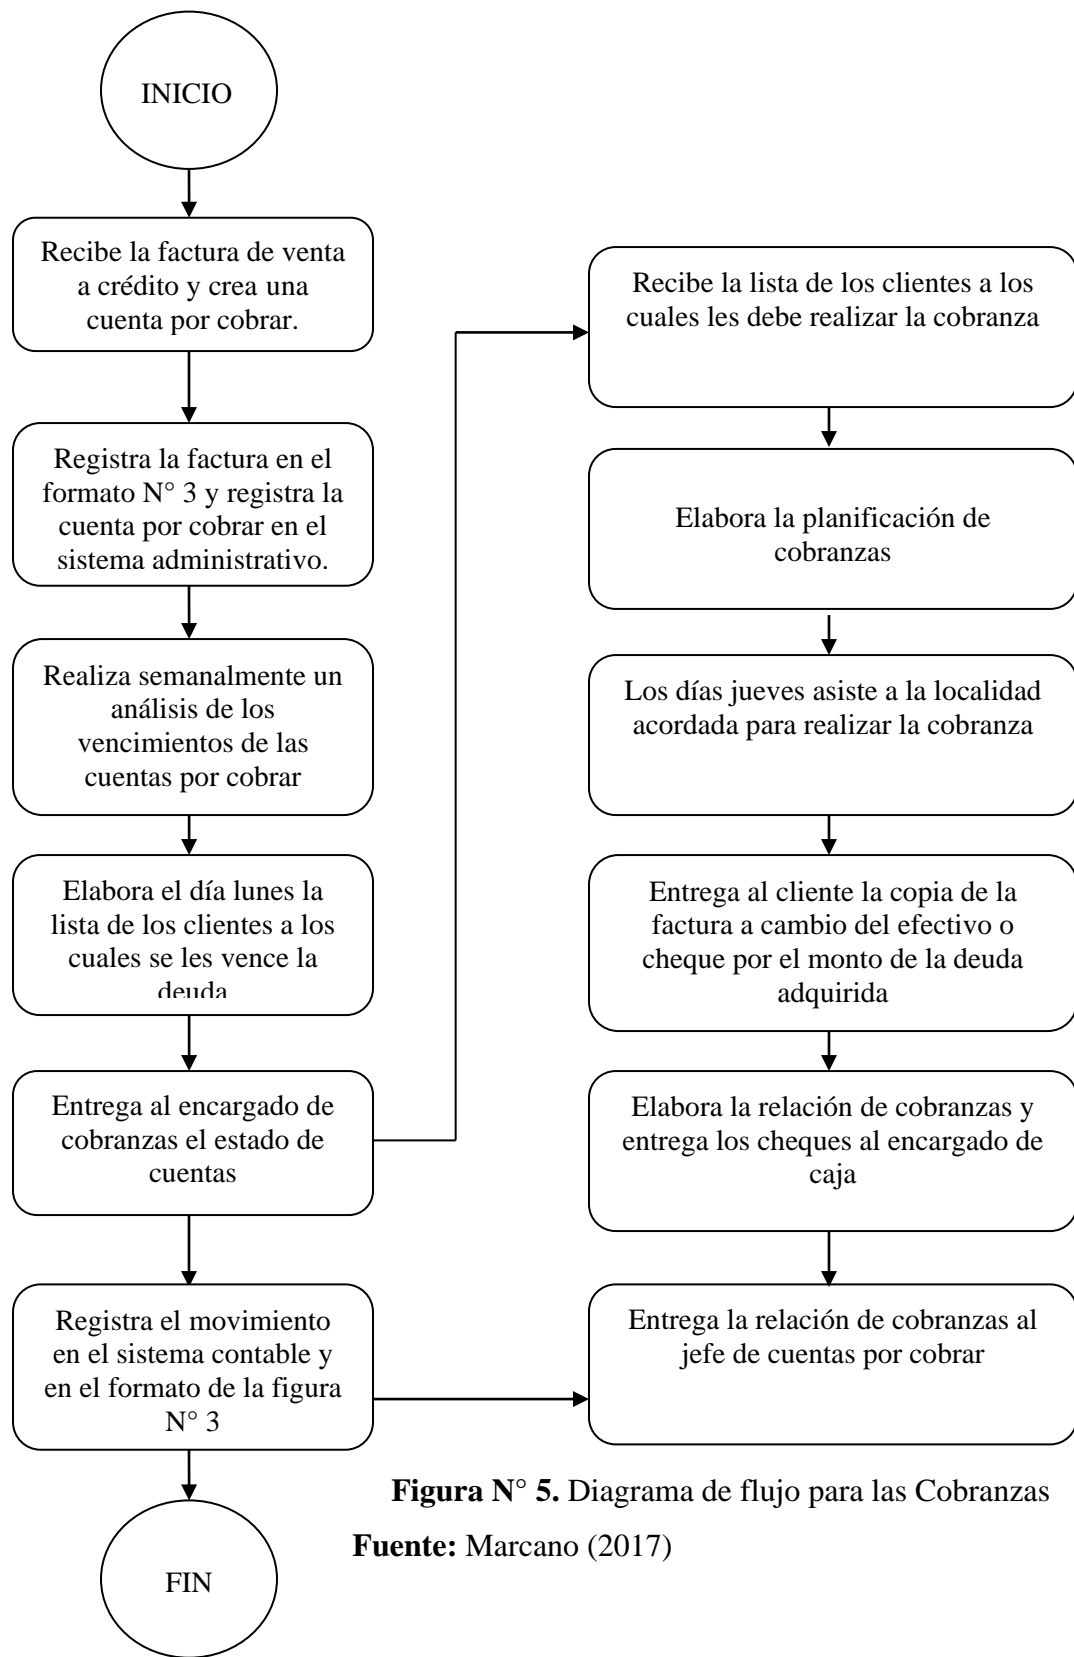 INICIO
Recibe la factura de venta
a crédito y crea una
cuenta por cobrar.
Registra la factura en el
formato N° 3 y registra la
cuenta por cobrar en el
sistema administrativo.
Realiza semanalmente un
análisis de los
vencimientos de las
cuentas por cobrar
Elabora el día lunes la
lista de los clientes a los
cuales se les vence la
deuda
Entrega al encargado de
cobranzas el estado de
cuentas
Registra el movimiento
en el sistema contable y
en el formato de la figura
N° 3
FIN
Recibe la lista de los clientes a los
cuales les debe realizar la cobranza
Elabora la planificación de
cobranzas
Los días jueves asiste a la localidad
acordada para realizar la cobranza
Entrega al cliente la copia de la
factura a cambio del efectivo o
cheque por el monto de la deuda
adquirida
Elabora la relación de cobranzas y
entrega los cheques al encargado de
caja
Entrega la relación de cobranzas al
jefe de cuentas por cobrar
Figura N° 5. Diagrama de flujo para las Cobranzas
Fuente: Marcano (2017)